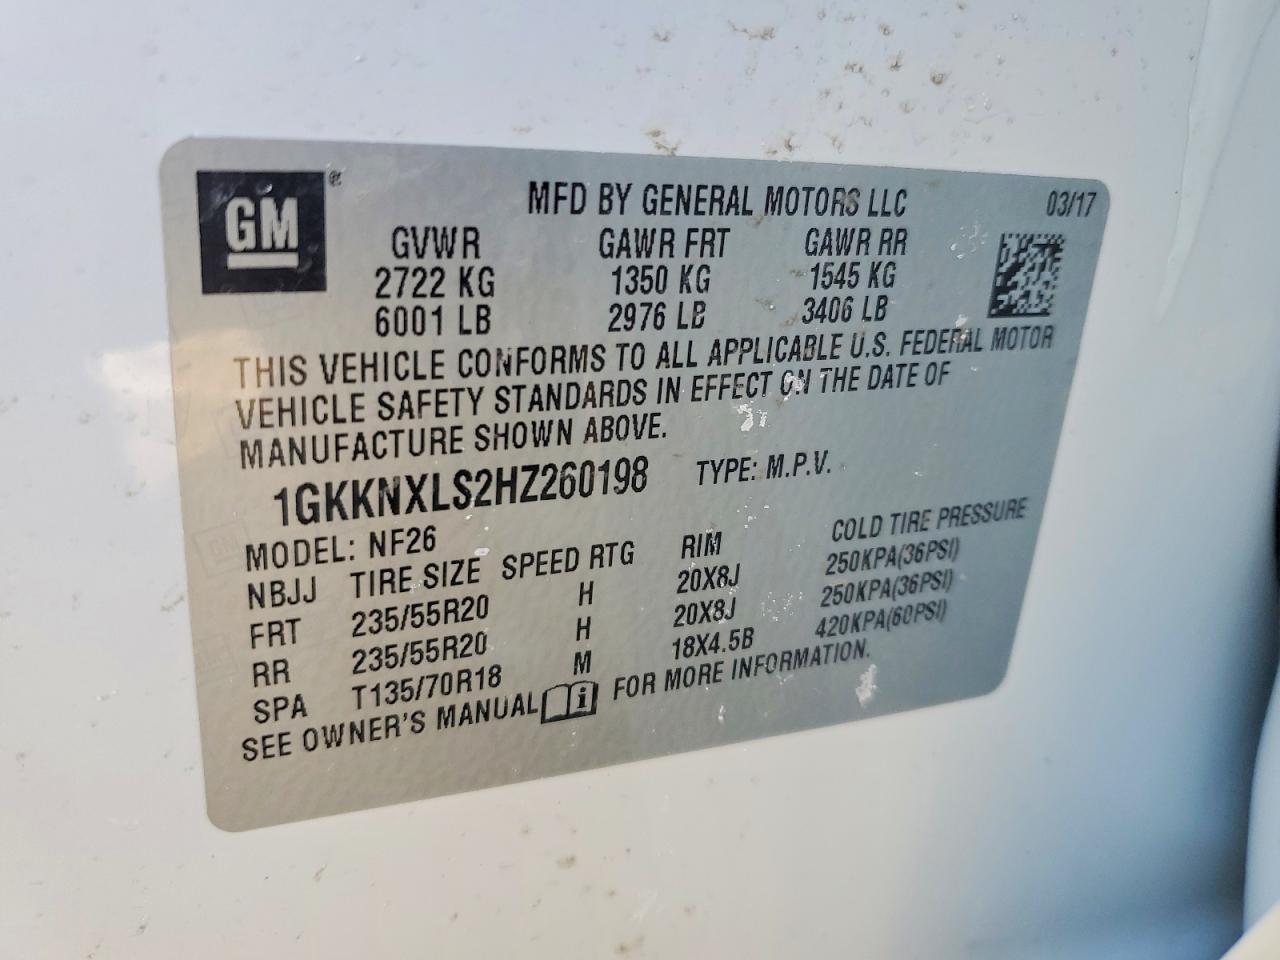 GM®
MFD BY GENERAL MOTORS LLC 03/17
GVWR GAWR FRT GAWR RR
2722 KG 1350 KG 1545 KG
6001 LB 2976 LB 3406 LB
THIS VEHICLE CONFORMS TO ALL APPLICABLE U.S. FEDERAL MOTOR
VEHICLE SAFETY STANDARDS IN EFFECT ON THE DATE OF
MANUFACTURE SHOWN ABOVE.
1GKKNXLS2HZ260198 TYPE: M.P.V.
MODEL: NF26
NBJJ TIRE SIZE SPEED RTG RIM COLD TIRE PRESSURE
FRT 235/55R20 H 20X8J 250KPA(36PSI)
RR 235/55R20 H 20X8J 250KPA(36PSI)
SPA T135/70R18 M 18X4.5B 420KPA(60PSI)
SEE OWNER'S MANUAL i FOR MORE INFORMATION.